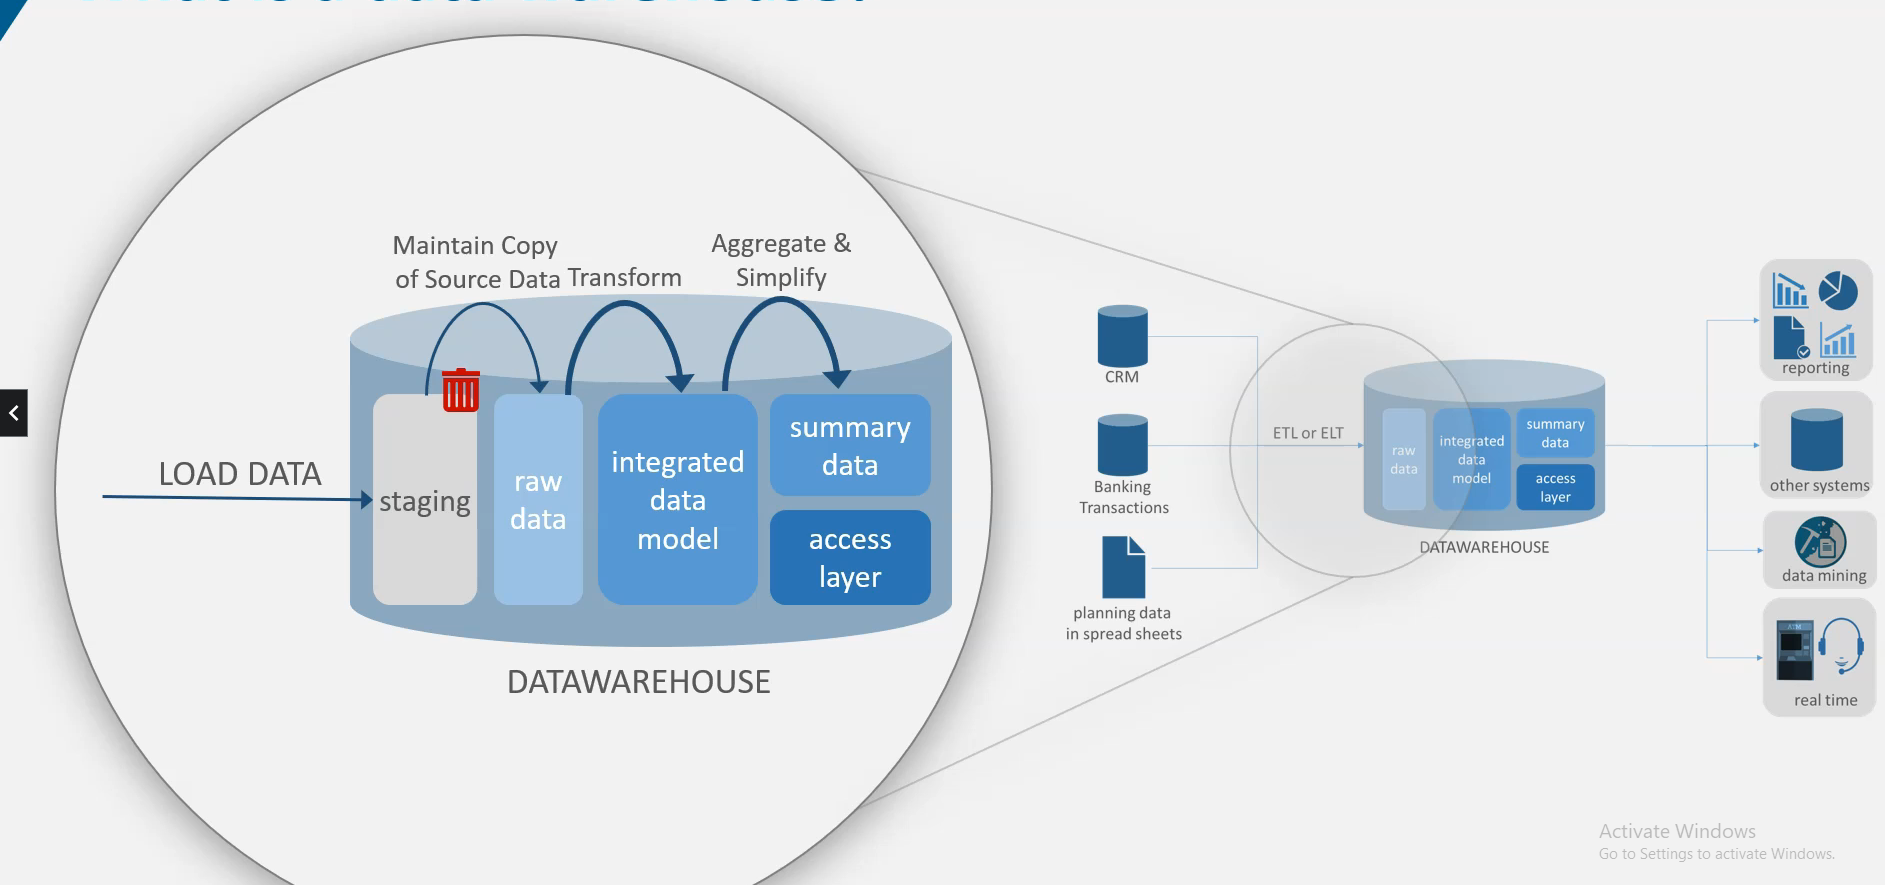 Maintain Copy
of Source Data
Transform
Aggregate &
Simplify
LOAD DATA
staging
raw
data
integrated
data
model
summary
data
access
layer
DATAWAREHOUSE
CRM
Banking
Transactions
planning data
in spread sheets
ETL or ELT
raw
data
integrated
data
model
summary
data
access
layer
DATAWAREHOUSE
reporting
other systems
data mining
ATM
real time
Activate Windows
Go to Settings to activate Windows.